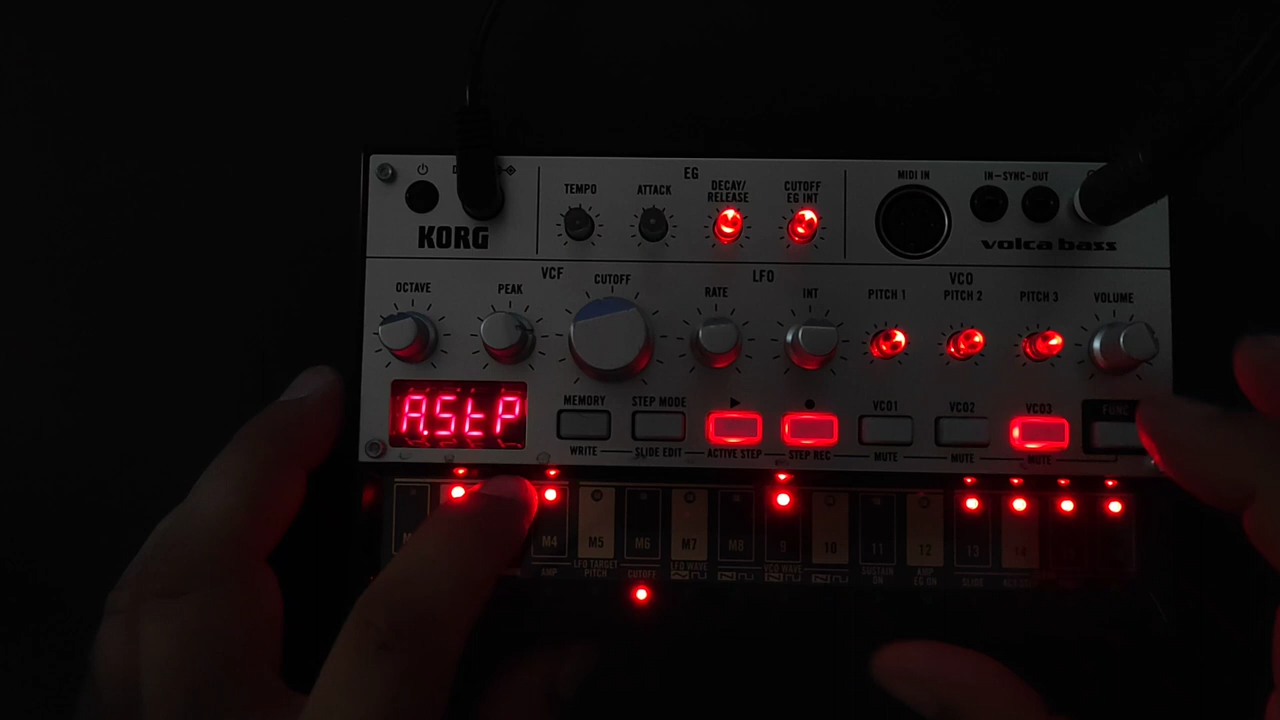 EG
MIDI IN
IN-SYNC-OUT
TEMPO
ATTACK
DECAY/
RELEASE
CUTOFF
EG INT
KORG
volca bass
VCF
LFO
VCO
OCTAVE
PEAK
CUTOFF
RATE
INT
PITCH 1
PITCH 2
PITCH 3
VOLUME
A.StP
MEMORY
STEP MODE
VCO1
VCO2
VCO3
FUNC
WRITE
SLIDE EDIT
ACTIVE STEP
STEP REC
MUTE
MUTE
MUTE
M4
M5
M6
M7
M8
9
10
11
12
13
14
AMP
LFO TARGET
PITCH
CUTOFF
LFO WAVE
VCO WAVE
SUSTAIN
ON
AMP
EG ON
SLIDE